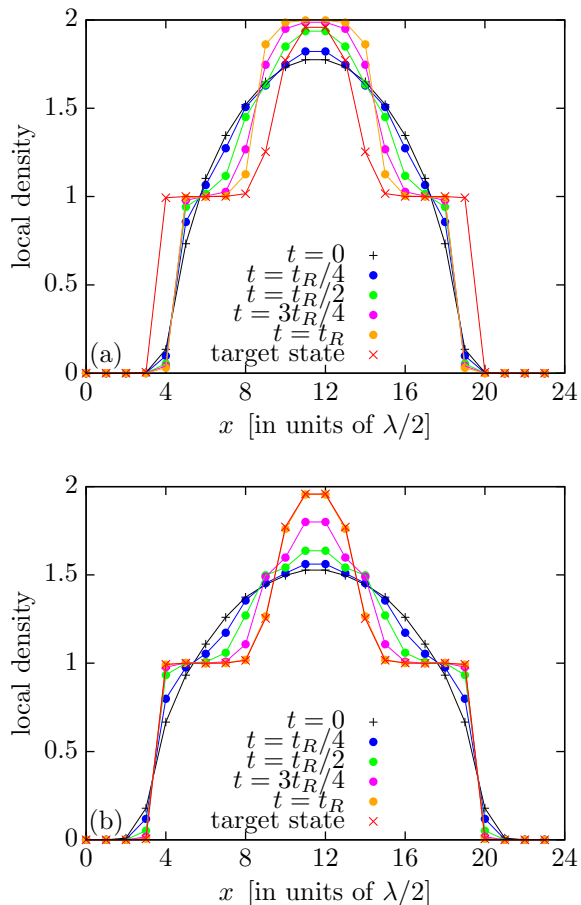 2
1.5
1
0.5
0
local density
t = 0
t = t_R/4
t = t_R/2
t = 3t_R/4
t = t_R
target state
(a)
0 4 8 12 16 20 24
x [in units of λ/2]
2
1.5
1
0.5
0
local density
t = 0
t = t_R/4
t = t_R/2
t = 3t_R/4
t = t_R
target state
(b)
0 4 8 12 16 20 24
x [in units of λ/2]